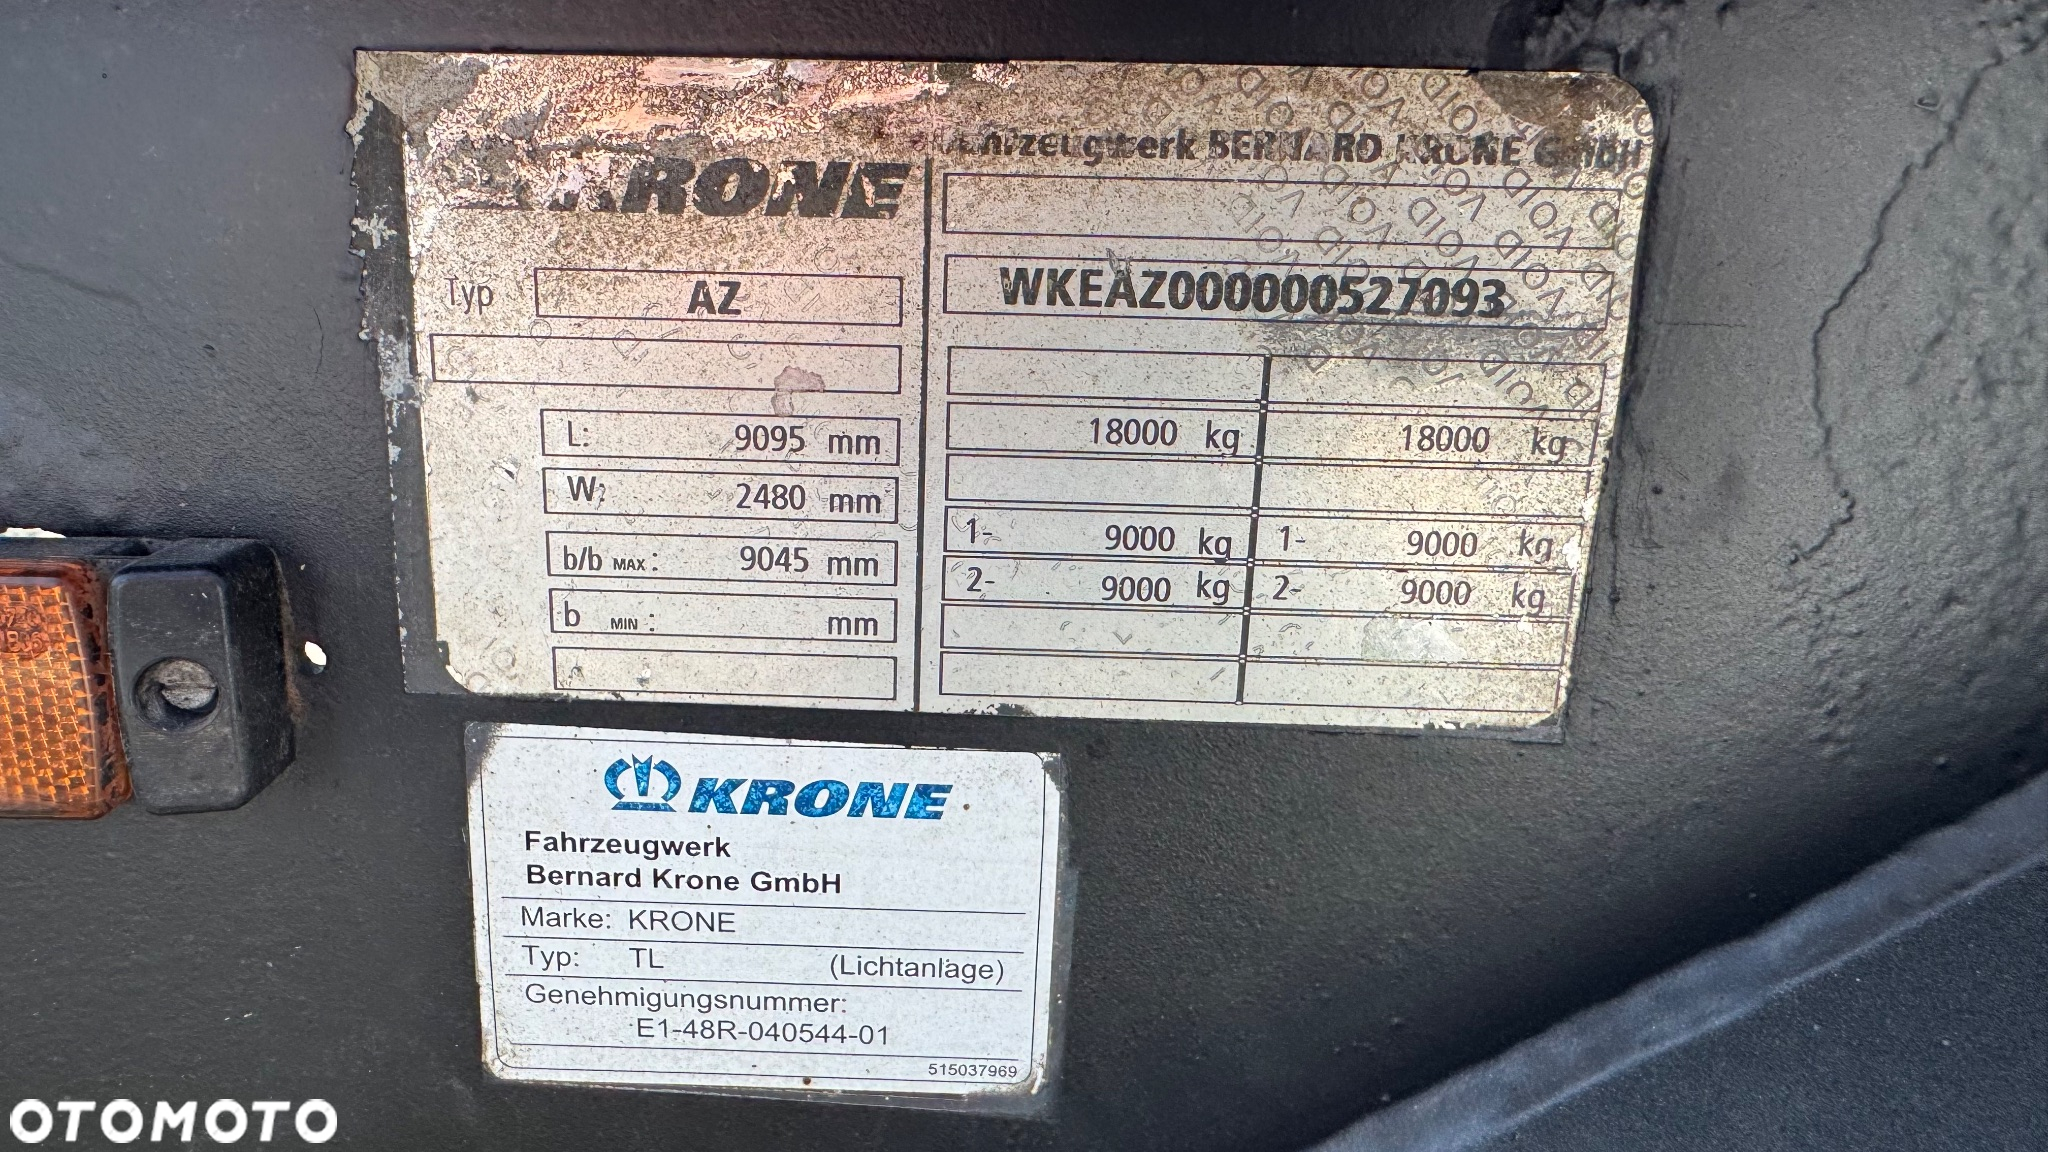 KRONE
Fahrzeugwerk BERNARD KRONE GmbH
Typ AZ
WKEAZ000000527093
L: 9095 mm
W: 2480 mm
b/b MAX: 9045 mm
b MIN: mm
18000 kg 18000 kg
1- 9000 kg 1- 9000 kg
2- 9000 kg 2- 9000 kg
KRONE
Fahrzeugwerk
Bernard Krone GmbH
Marke: KRONE
Typ: TL (Lichtanlage)
Genehmigungsnummer:
E1-48R-040544-01
515037969
OTOMOTO